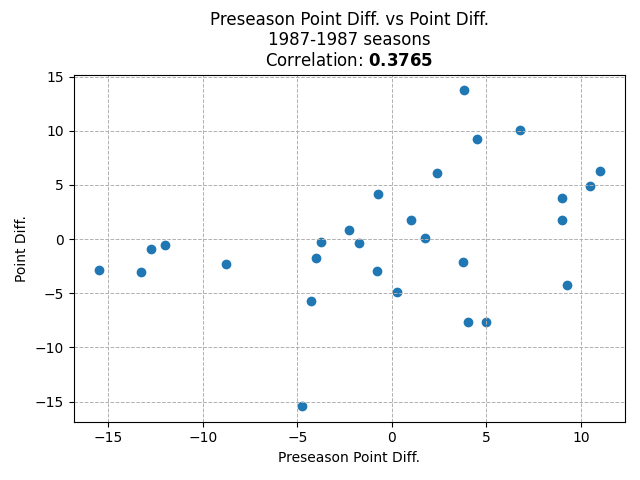 Preseason Point Diff. vs Point Diff.
1987-1987 seasons
Correlation: 0.3765
15
10
5
0
−5
−10
−15
Point Diff.
−15
−10
−5
0
5
10
Preseason Point Diff.